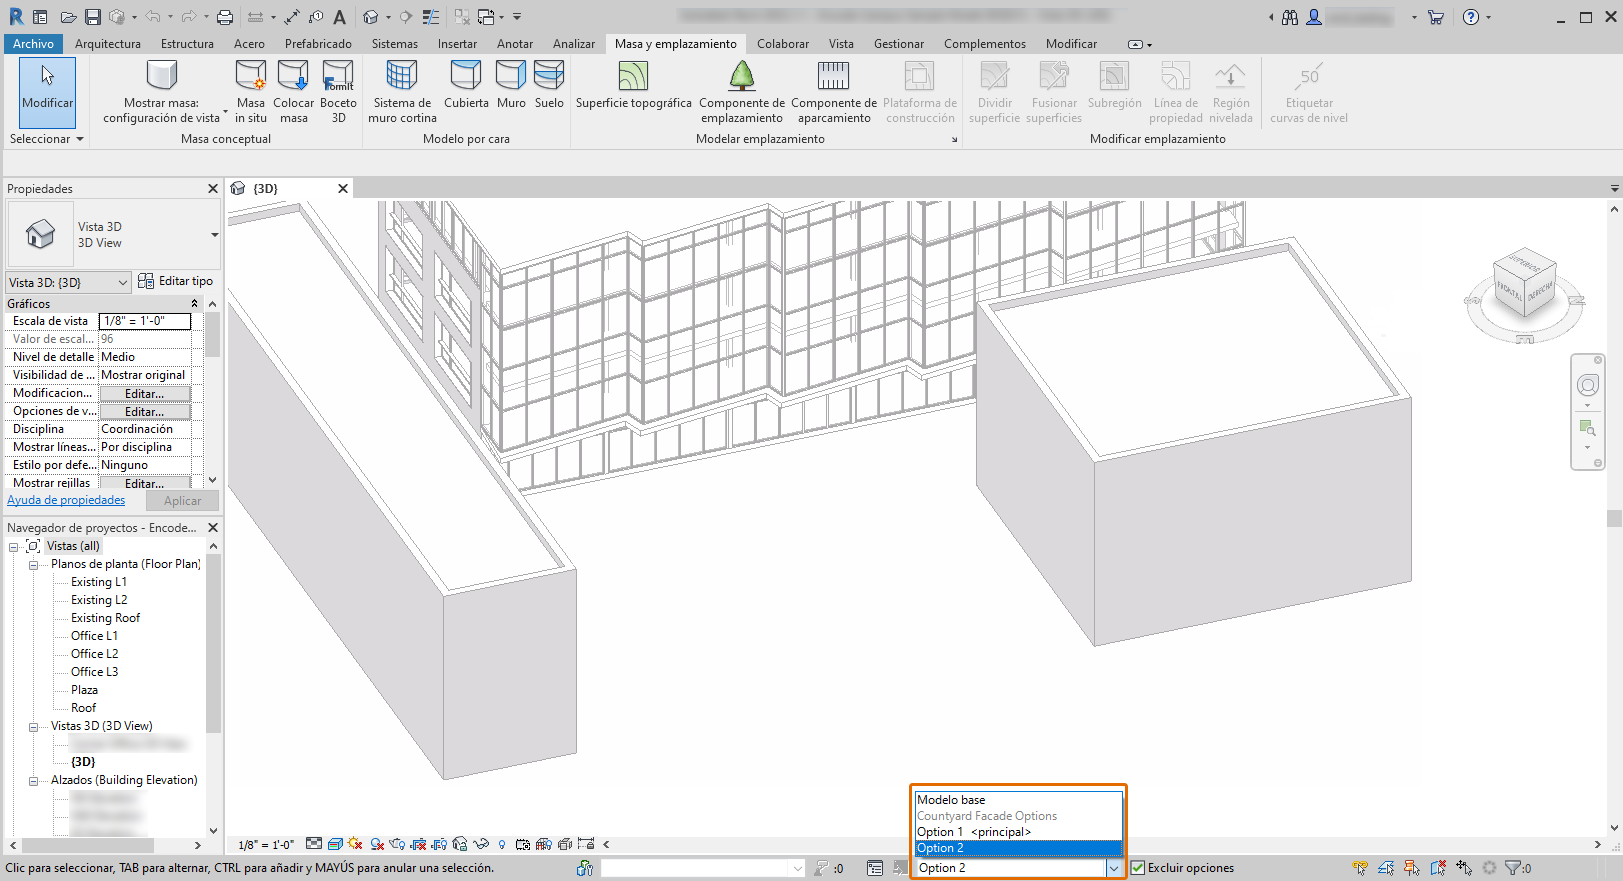 Archivo Arquitectura Estructura Acero Prefabricado Sistemas Insertar Anotar Analizar Masa y emplazamiento Colaborar Vista Gestionar Complementos Modificar
Modificar
Seleccionar
Mostrar masa:
configuración de vista
Masa
in situ
Colocar
masa
formit
Boceto
3D
Masa conceptual
Sistema de
muro cortina
Cubierta
Muro
Suelo
Modelo por cara
Superficie topográfica
Componente de
emplazamiento
Componente de
aparcamiento
Plataforma de
construcción
Modelar emplazamiento
Dividir
superficie
Fusionar
superficies
Subregión
Línea de
propiedad
Región
nivelada
50
Etiquetar
curvas de nivel
Modificar emplazamiento
Propiedades
Vista 3D
3D View
Vista 3D: {3D}
Editar tipo
Gráficos
Escala de vista 1/8" = 1'-0"
Valor de escal... 96
Nivel de detalle Medio
Visibilidad de ... Mostrar original
Modificacion... Editar...
Opciones de v... Editar...
Disciplina Coordinación
Mostrar líneas... Por disciplina
Estilo por defe... Ninguno
Mostrar rejillas Editar...
Ayuda de propiedades Aplicar
Navegador de proyectos - Encode...
Vistas (all)
Planos de planta (Floor Plan)
Existing L1
Existing L2
Existing Roof
Office L1
Office L2
Office L3
Plaza
Roof
Vistas 3D (3D View)
{3D}
Alzados (Building Elevation)
{3D}
SUPERIOR
FRONTAL
DERECHA
1/8" = 1'-0"
Modelo base
Countyard Facade Options
Option 1 <principal>
Option 2
Clic para seleccionar, TAB para alternar, CTRL para añadir y MAYÚS para anular una selección.
:0
Option 2
Excluir opciones
:0